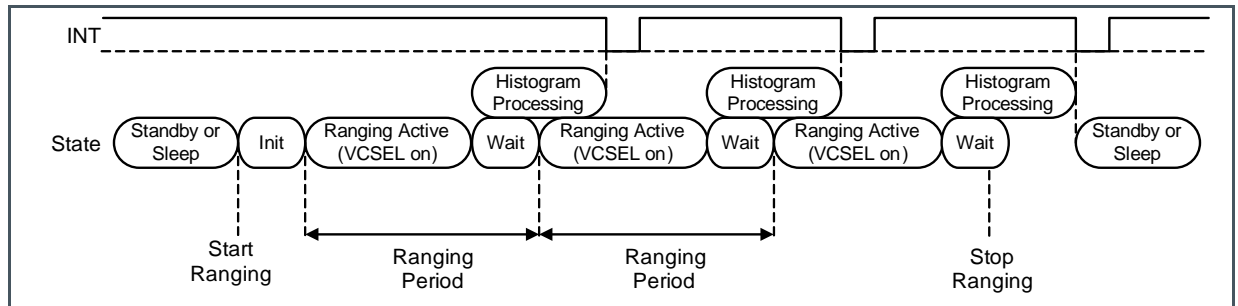 INT
Histogram
Processing
Histogram
Processing
Histogram
Processing
State
Standby or
Sleep
Init
Ranging Active
(VCSEL on)
Wait
Ranging Active
(VCSEL on)
Wait
Ranging Active
(VCSEL on)
Wait
Standby or
Sleep
Start
Ranging
Ranging
Period
Ranging
Period
Stop
Ranging